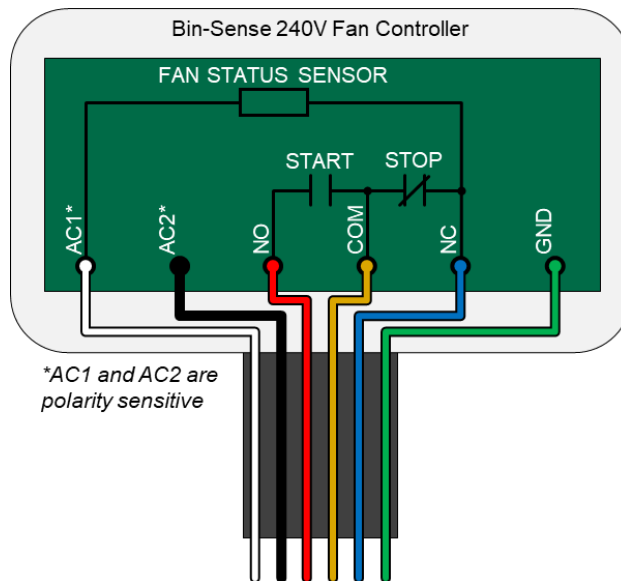 Bin-Sense 240V Fan Controller
FAN STATUS SENSOR
START
STOP
AC1*
AC2*
NO
COM
NC
GND
*AC1 and AC2 are
polarity sensitive